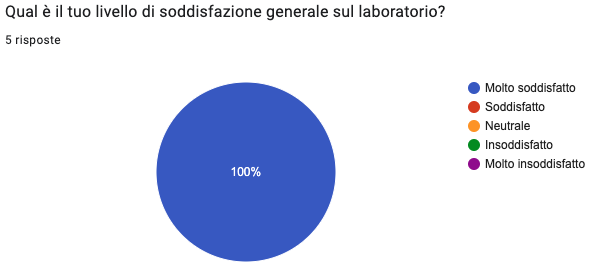 Qual è il tuo livello di soddisfazione generale sul laboratorio?
5 risposte
100%
Molto soddisfatto
Soddisfatto
Neutrale
Insoddisfatto
Molto insoddisfatto